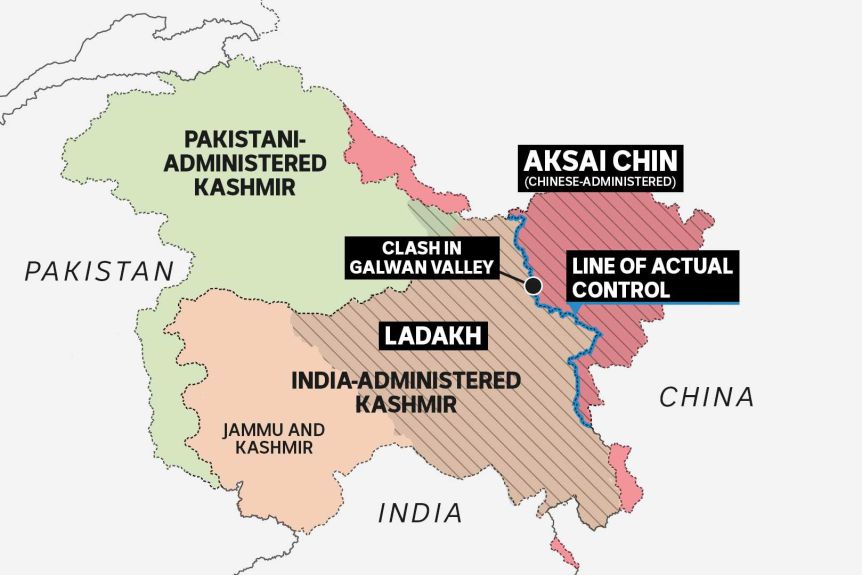 PAKISTANI-
ADMINISTERED
KASHMIR
AKSAI CHIN
(CHINESE-ADMINISTERED)
CLASH IN
GALWAN VALLEY
PAKISTAN
LINE OF ACTUAL
CONTROL
LADAKH
INDIA-ADMINISTERED
KASHMIR
CHINA
JAMMU AND
KASHMIR
INDIA